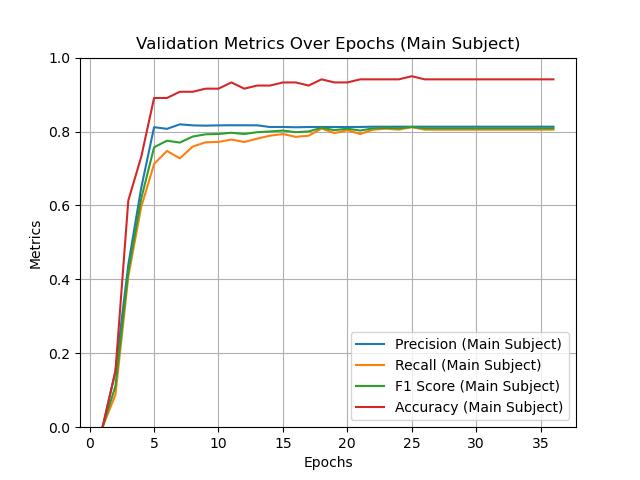 Validation Metrics Over Epochs (Main Subject)
1.0
0.8
0.6
0.4
0.2
0.0
Metrics
0 5 10 15 20 25 30 35
Epochs
Precision (Main Subject)
Recall (Main Subject)
F1 Score (Main Subject)
Accuracy (Main Subject)